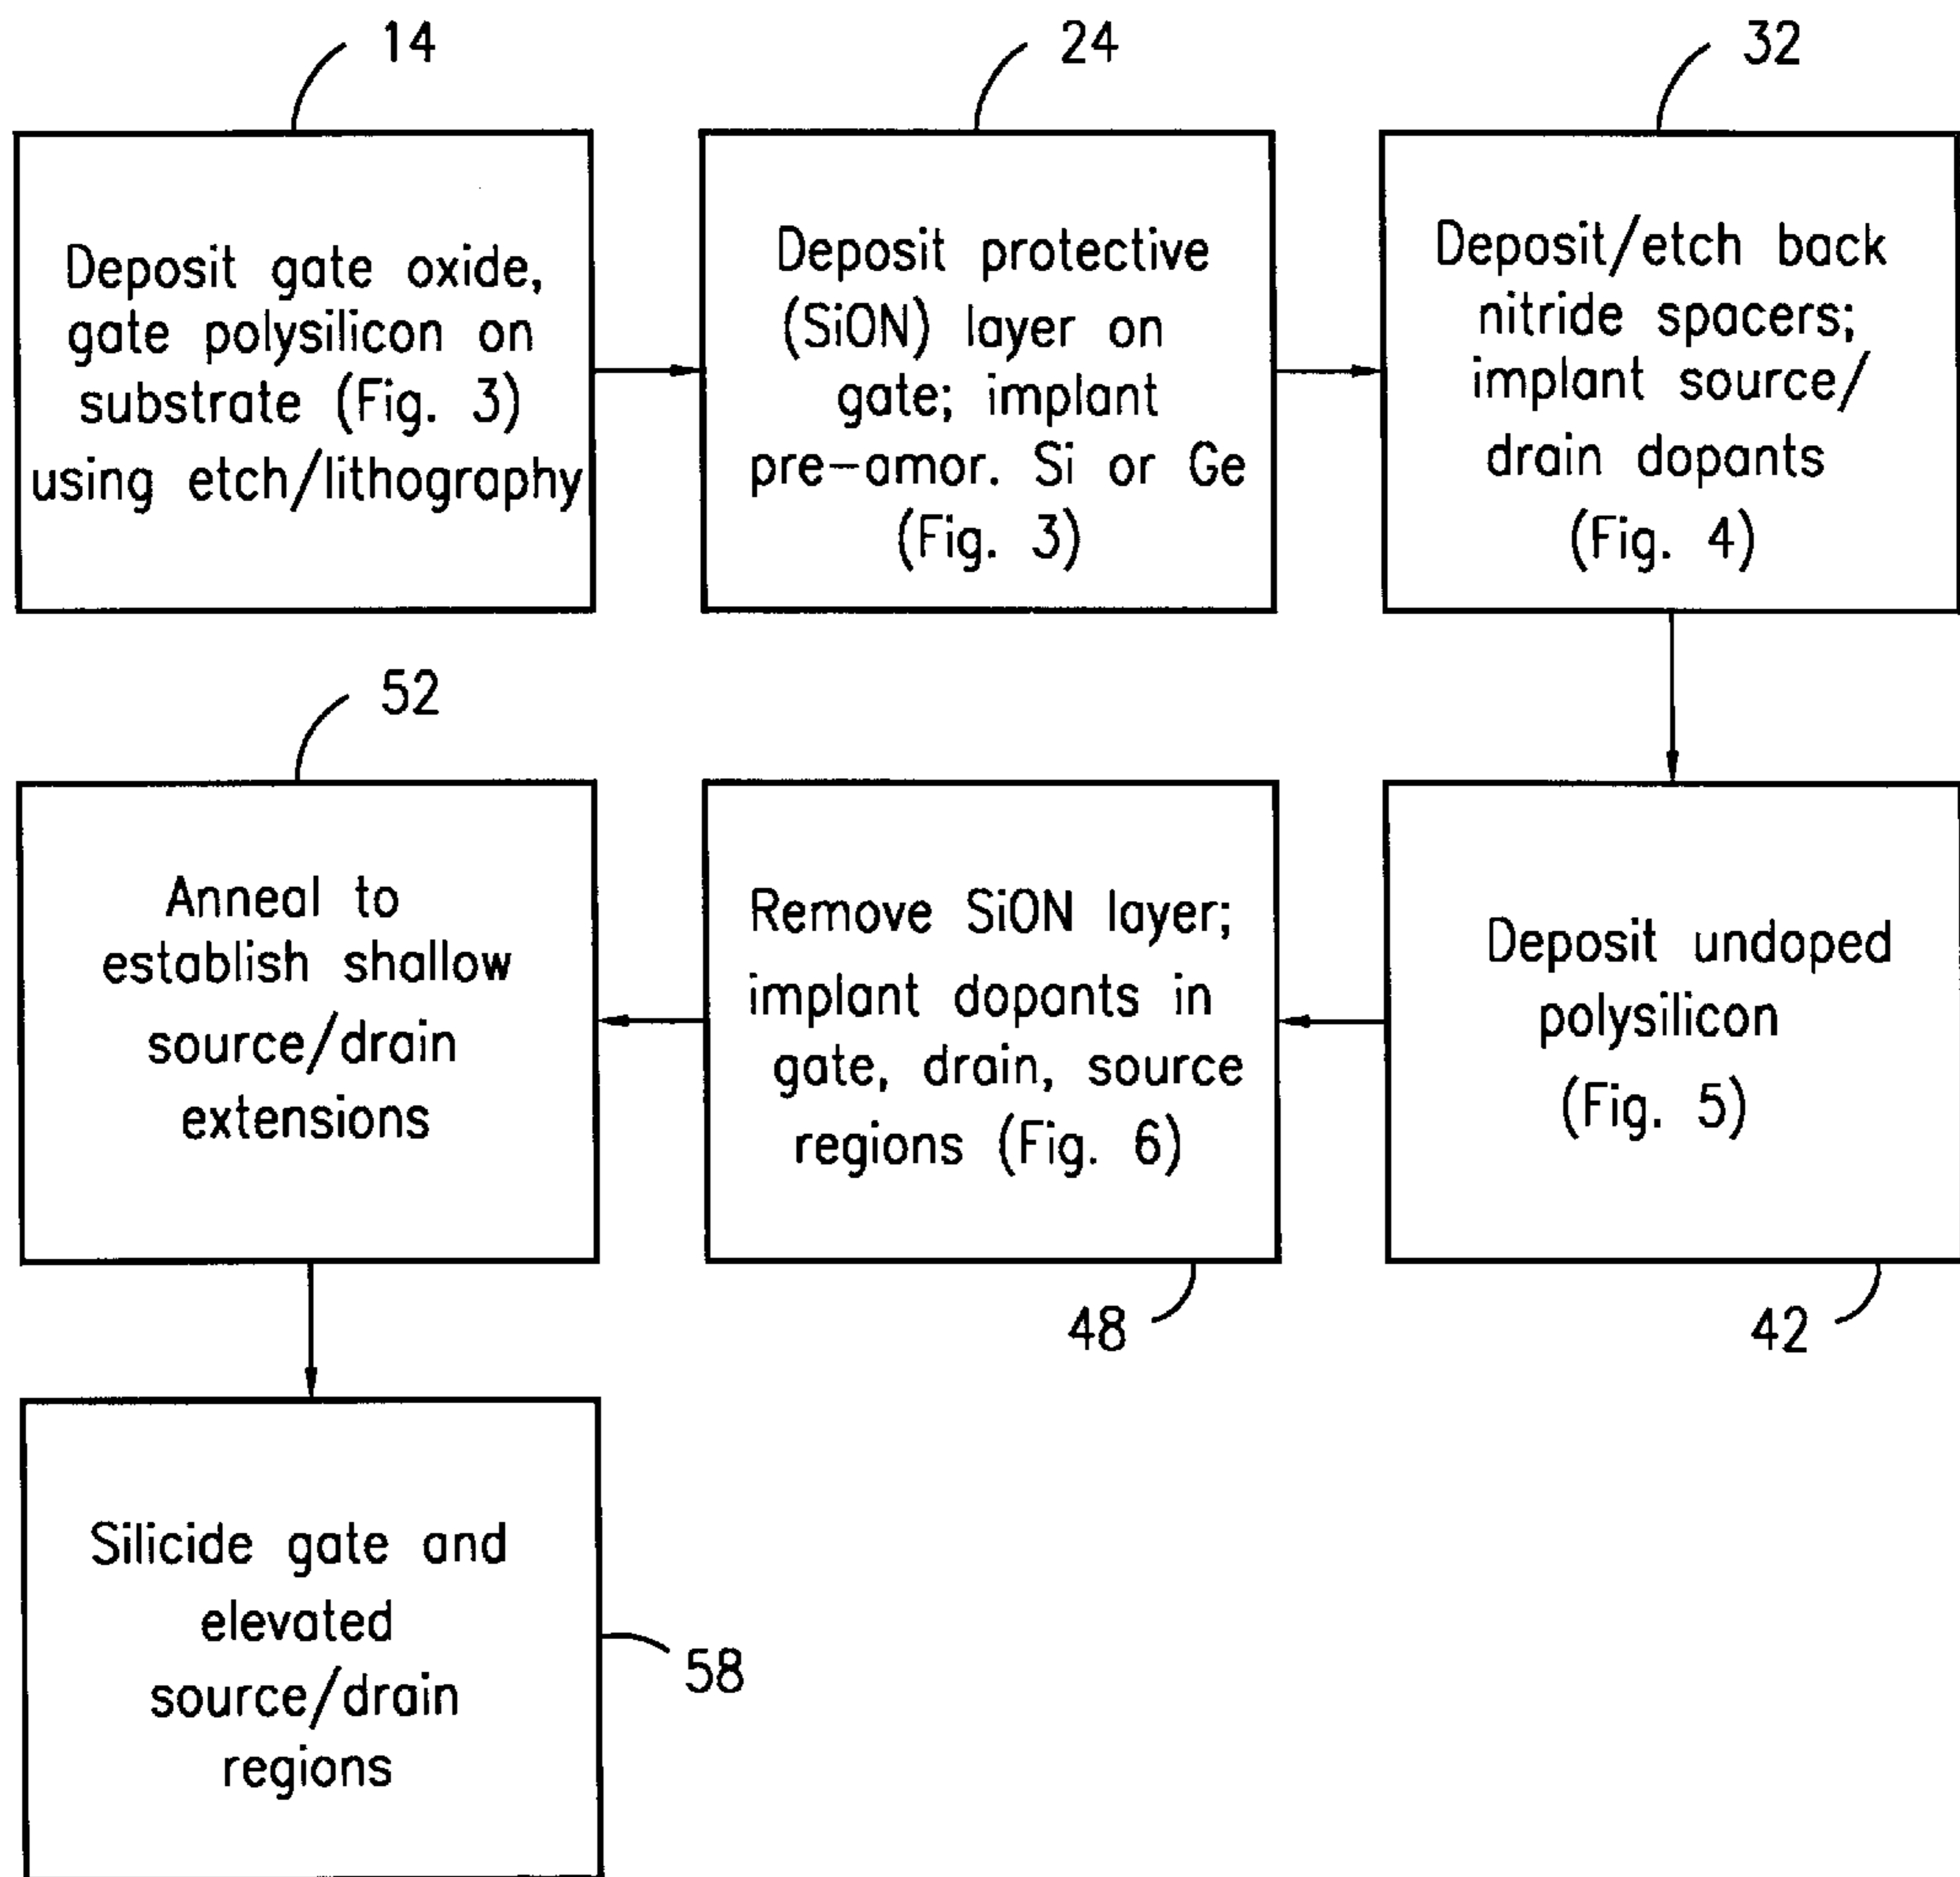 14
Deposit gate oxide,
gate polysilicon on
substrate (Fig. 3)
using etch/lithography
24
Deposit protective
(SiON) layer on
gate; implant
pre-amor. Si or Ge
(Fig. 3)
32
Deposit/etch back
nitride spacers;
implant source/
drain dopants
(Fig. 4)
42
Deposit undoped
polysilicon
(Fig. 5)
48
Remove SiON layer;
implant dopants in
gate, drain, source
regions (Fig. 6)
52
Anneal to
establish shallow
source/drain
extensions
58
Silicide gate and
elevated
source/drain
regions